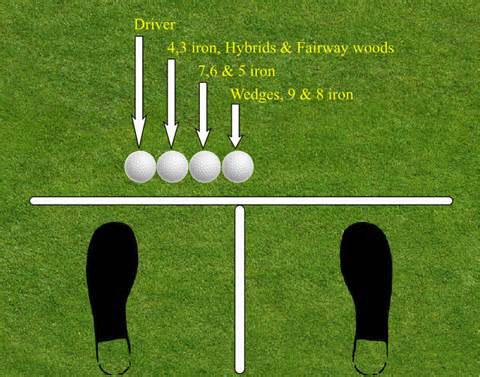 Driver
4,3 iron, Hybrids & Fairway woods
7,6 & 5 iron
Wedges, 9 & 8 iron